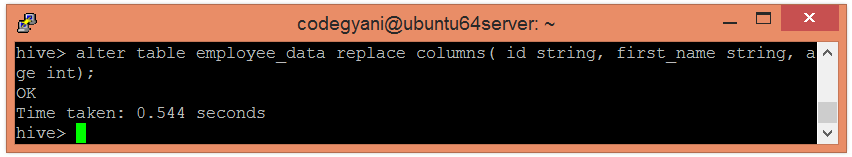 codegyani@ubuntu64server: ~
hive> alter table employee_data replace columns( id string, first_name string, a
ge int);
OK
Time taken: 0.544 seconds
hive>